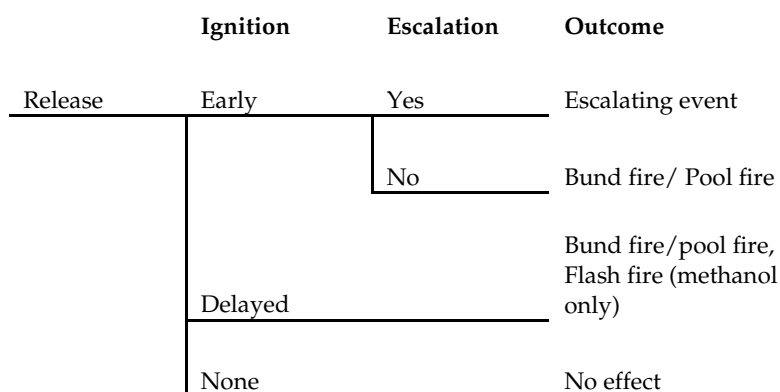 Ignition Escalation Outcome
Release Early Yes Escalating event
No Bund fire/ Pool fire
Bund fire/pool fire,
Flash fire (methanol
Delayed only)
None No effect